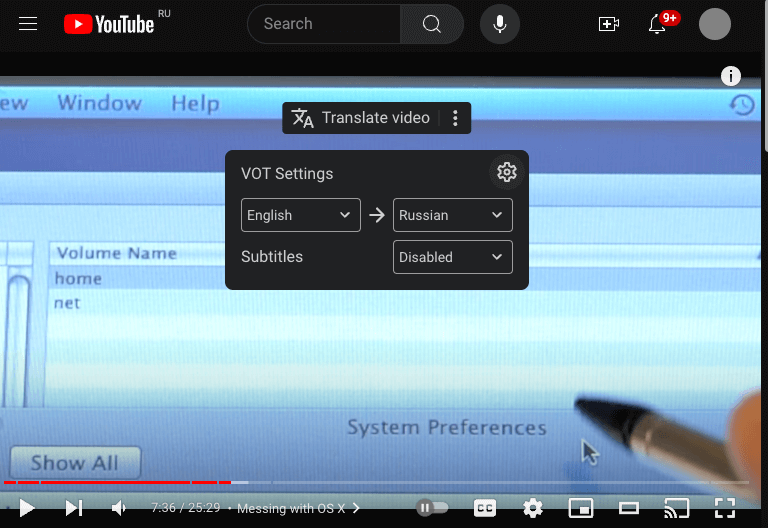 YouTube RU
Search
9+
ew Window Help
Translate video
VOT Settings
English
Russian
Subtitles
Disabled
Volume Name
home
net
System Preferences
Show All
7:36 / 25:29 • Messing with OS X
CC